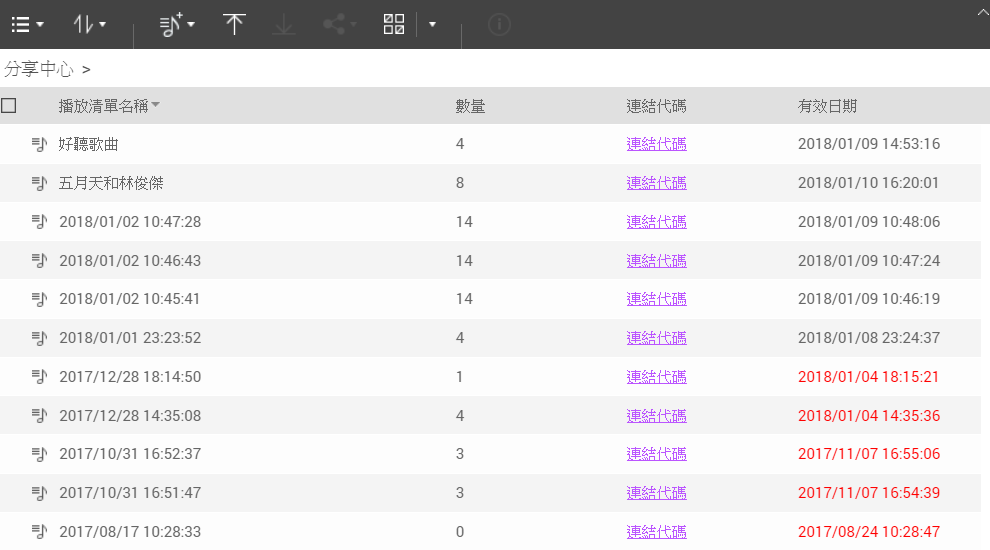 分享中心 >
播放清單名稱 數量 連結代碼 有效日期
好聽歌曲 4 連結代碼 2018/01/09 14:53:16
五月天和林俊傑 8 連結代碼 2018/01/10 16:20:01
2018/01/02 10:47:28 14 連結代碼 2018/01/09 10:48:06
2018/01/02 10:46:43 14 連結代碼 2018/01/09 10:47:24
2018/01/02 10:45:41 14 連結代碼 2018/01/09 10:46:19
2018/01/01 23:23:52 4 連結代碼 2018/01/08 23:24:37
2017/12/28 18:14:50 1 連結代碼 2018/01/04 18:15:21
2017/12/28 14:35:08 4 連結代碼 2018/01/04 14:35:36
2017/10/31 16:52:37 3 連結代碼 2017/11/07 16:55:06
2017/10/31 16:51:47 3 連結代碼 2017/11/07 16:54:39
2017/08/17 10:28:33 0 連結代碼 2017/08/24 10:28:47